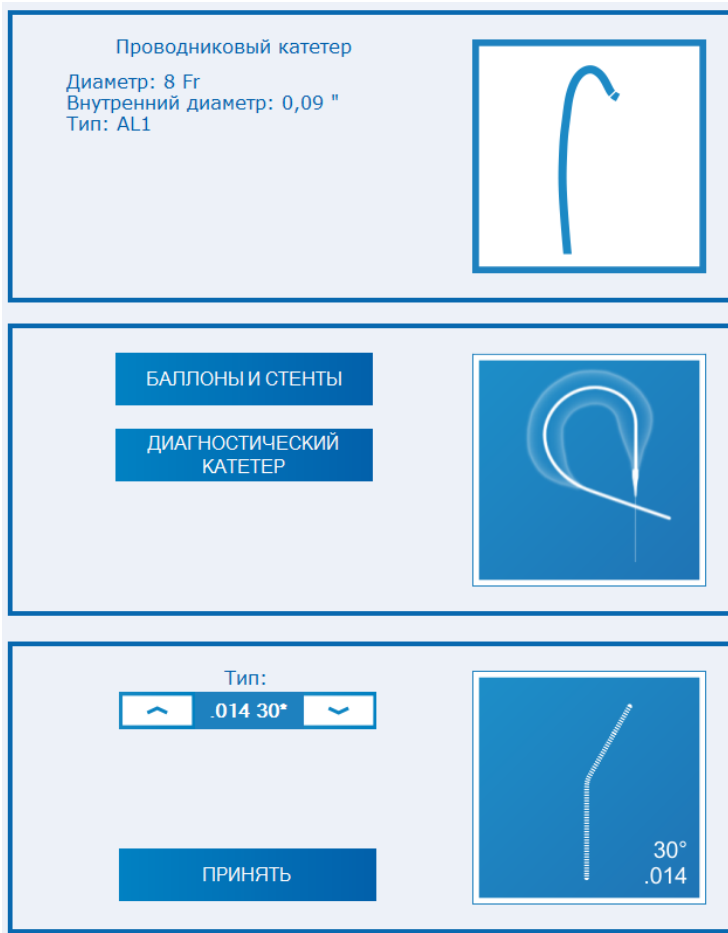 Проводниковый катетер
Диаметр: 8 Fr
Внутренний диаметр: 0,09 "
Тип: AL1
БАЛЛОНЫ И СТЕНТЫ
ДИАГНОСТИЧЕСКИЙ
КАТЕТЕР
Тип:
.014 30*
ПРИНЯТЬ
30°
.014